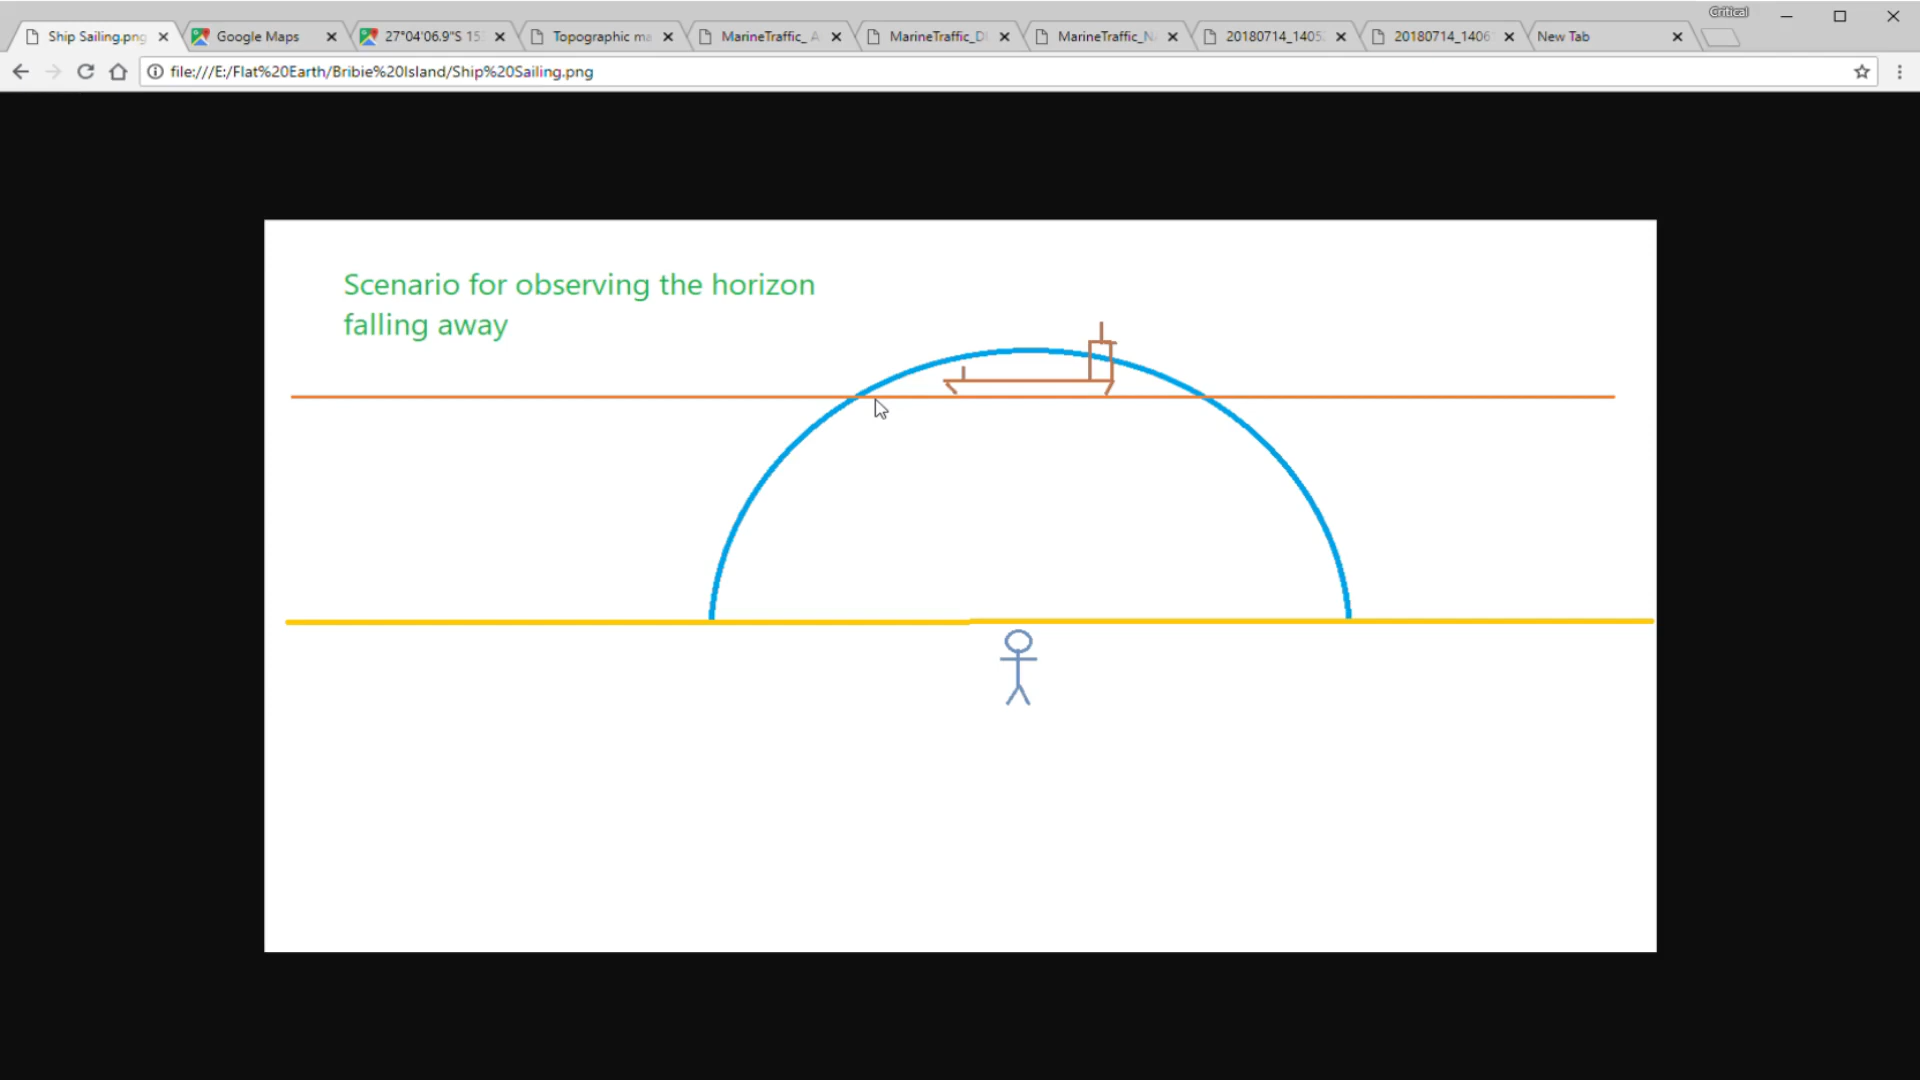 Critical
Ship Sailing.png
Google Maps
27°04'06.9"S 15
Topographic ma
MarineTraffic_ A
MarineTraffic_D
MarineTraffic_N
20180714_1405
20180714_1406
New Tab
file:///E:/Flat%20Earth/Bribie%20Island/Ship%20Sailing.png
Scenario for observing the horizon
falling away